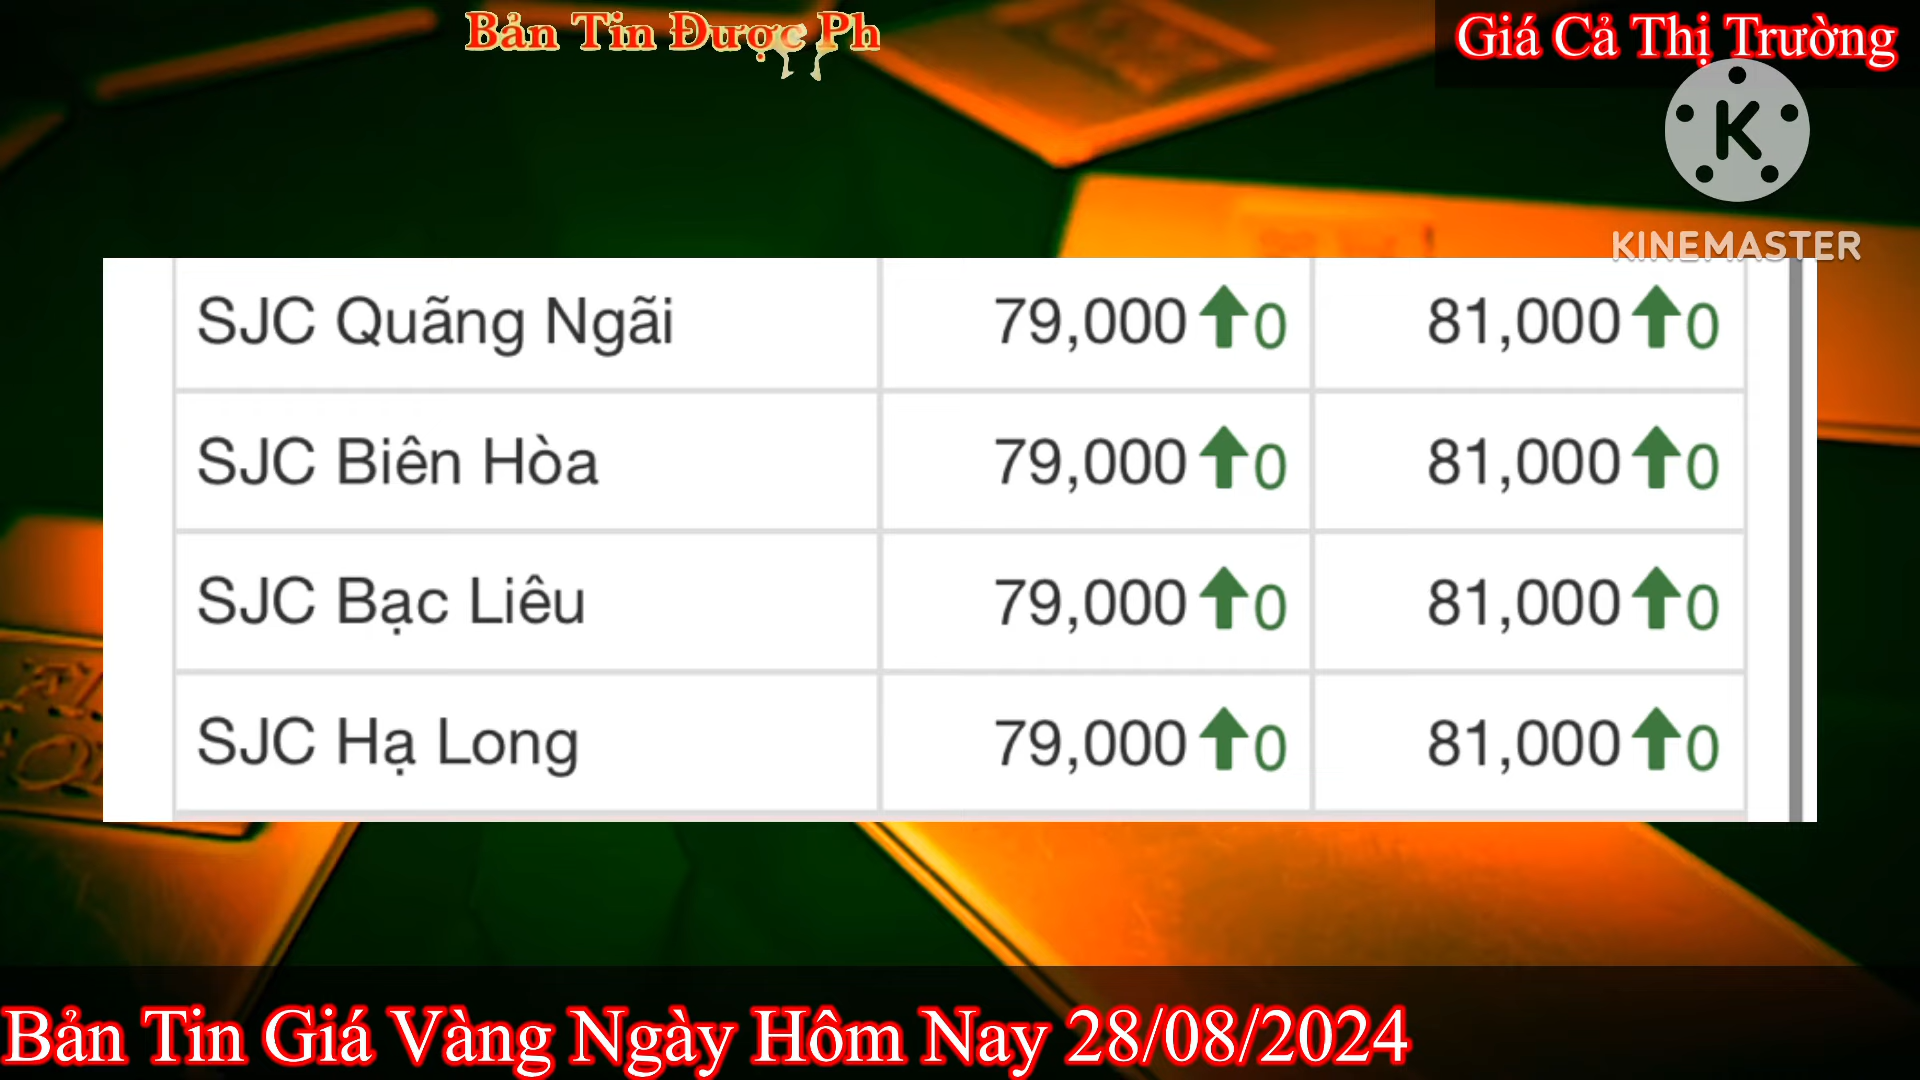 Bản Tin Được Ph
Giá Cả Thị Trường
KINEMASTER
SJC Quãng Ngãi 79,000 0 81,000 0
SJC Biên Hòa 79,000 0 81,000 0
SJC Bạc Liêu 79,000 0 81,000 0
SJC Hạ Long 79,000 0 81,000 0
Bản Tin Giá Vàng Ngày Hôm Nay 28/08/2024